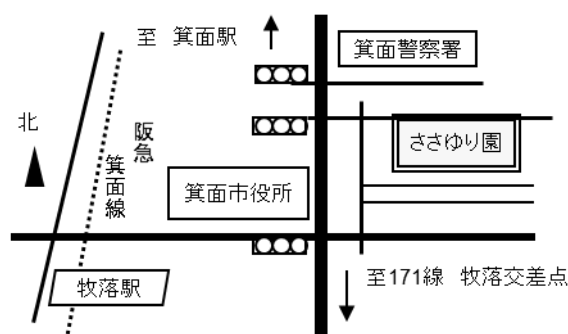 至 箕面駅
箕面警察署
北
阪急
箕面線
ささゆり園
箕面市役所
牧落駅
至171線 牧落交差点